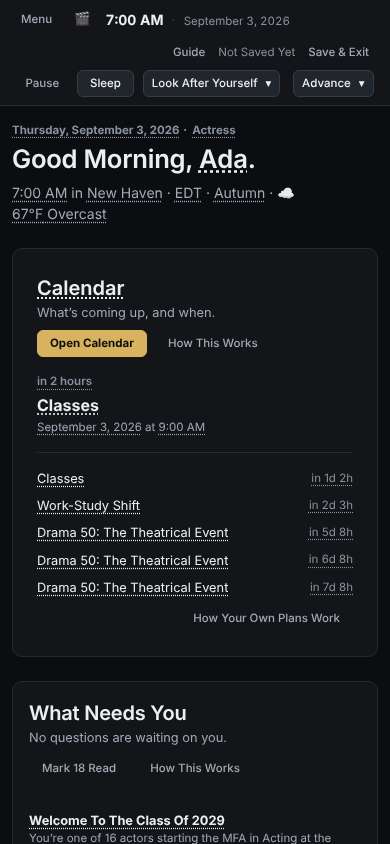 Menu 7:00 AM · September 3, 2026
Guide Not Saved Yet Save & Exit
Pause Sleep Look After Yourself ▾ Advance ▾
Thursday, September 3, 2026 · Actress
Good Morning, Ada.
7:00 AM in New Haven · EDT · Autumn ·
67°F Overcast
Calendar
What's coming up, and when.
Open Calendar How This Works
in 2 hours
Classes
September 3, 2026 at 9:00 AM
Classes in 1d 2h
Work-Study Shift in 2d 3h
Drama 50: The Theatrical Event in 5d 8h
Drama 50: The Theatrical Event in 6d 8h
Drama 50: The Theatrical Event in 7d 8h
How Your Own Plans Work
What Needs You
No questions are waiting on you.
Mark 18 Read How This Works
Welcome To The Class Of 2029
You're one of 16 actors starting the MFA in Acting at the